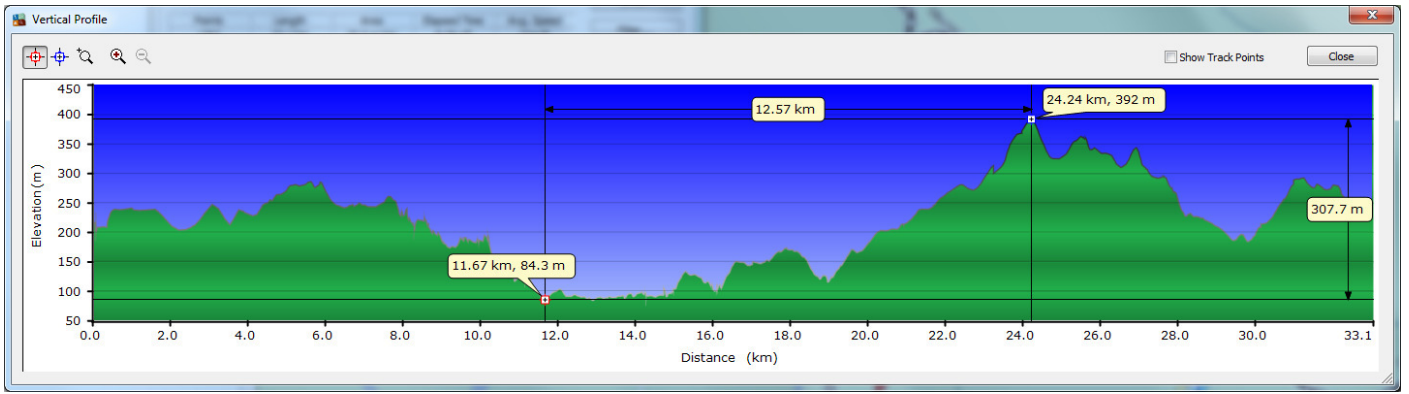 Vertical Profile
Show Track Points
Close
450
400
350
300
250
200
150
100
50
Elevation (m)
12.57 km
24.24 km, 392 m
307.7 m
11.67 km, 84.3 m
0.0 2.0 4.0 6.0 8.0 10.0 12.0 14.0 16.0 18.0 20.0 22.0 24.0 26.0 28.0 30.0 33.1
Distance (km)